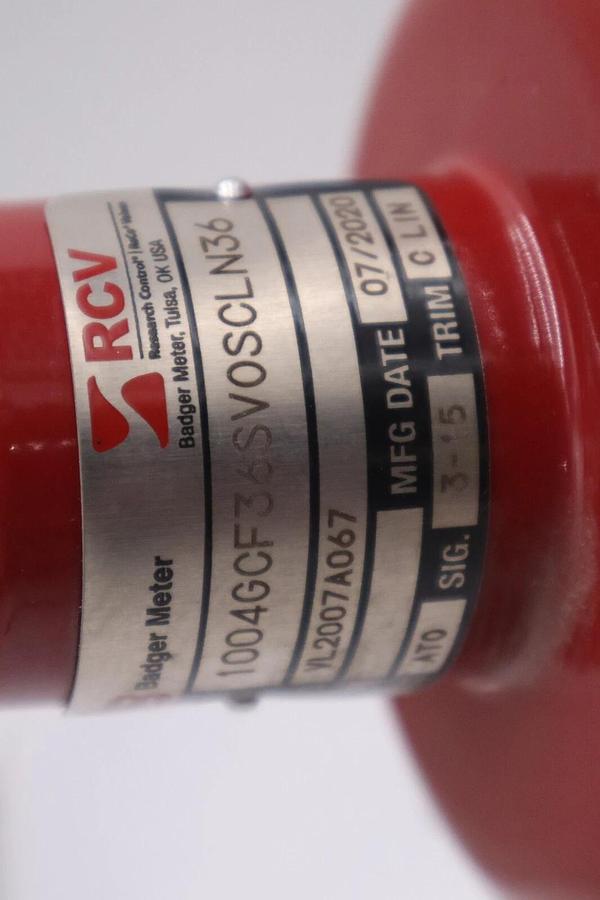 Badger Meter
RCV
Research Control® | ReCo® Valves
Badger Meter, Tulsa, OK USA
1004GCF36SVOSCLN36
VL2007A067
MFG DATE 07/2020
ATO SIG. 3-15 TRIM C LIN